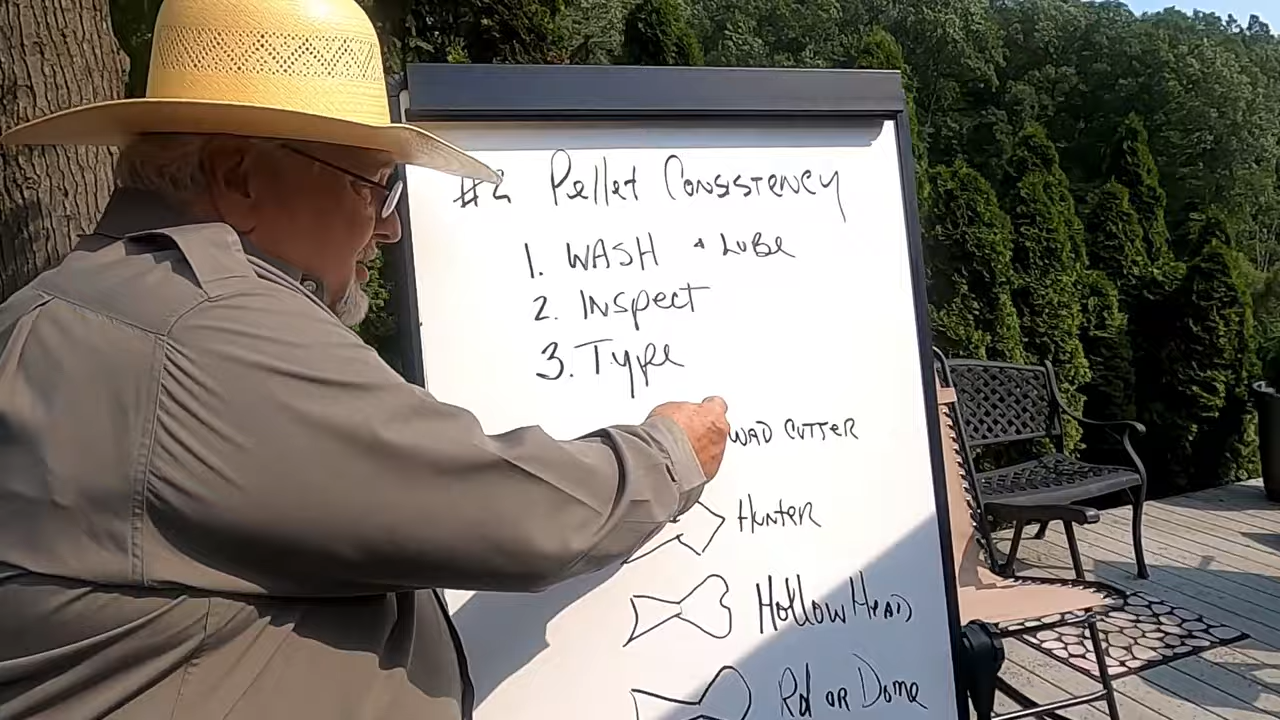 #2 Pellet Consistency
1. WASH & LuBe
2. Inspect
3. Type
WAD CUTTER
HunteR
Hollow HeAD
Rd oR Dome